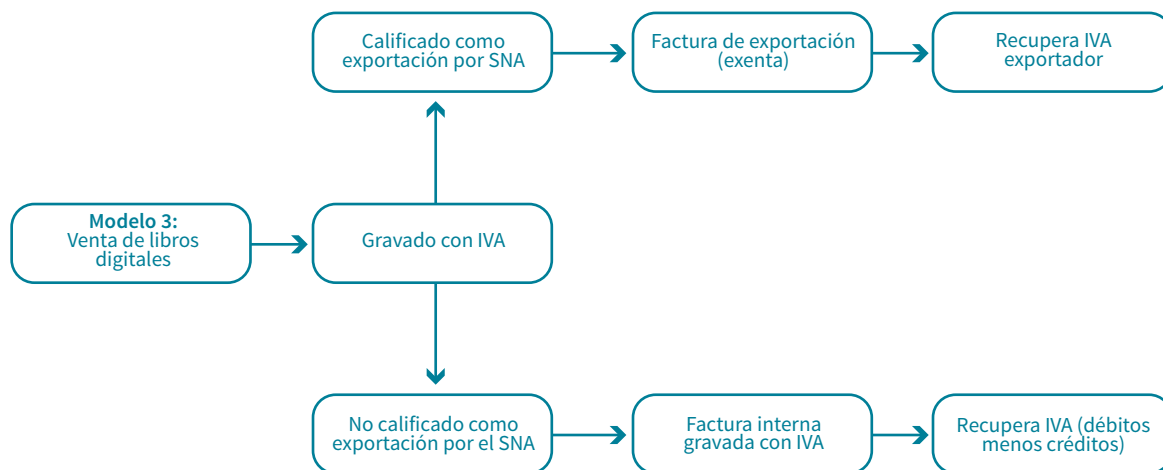 Calificado como
exportación por SNA
Factura de exportación
(exenta)
Recupera IVA
exportador
Modelo 3:
Venta de libros
digitales
Gravado con IVA
No calificado como
exportación por el SNA
Factura interna
gravada con IVA
Recupera IVA (débitos
menos créditos)